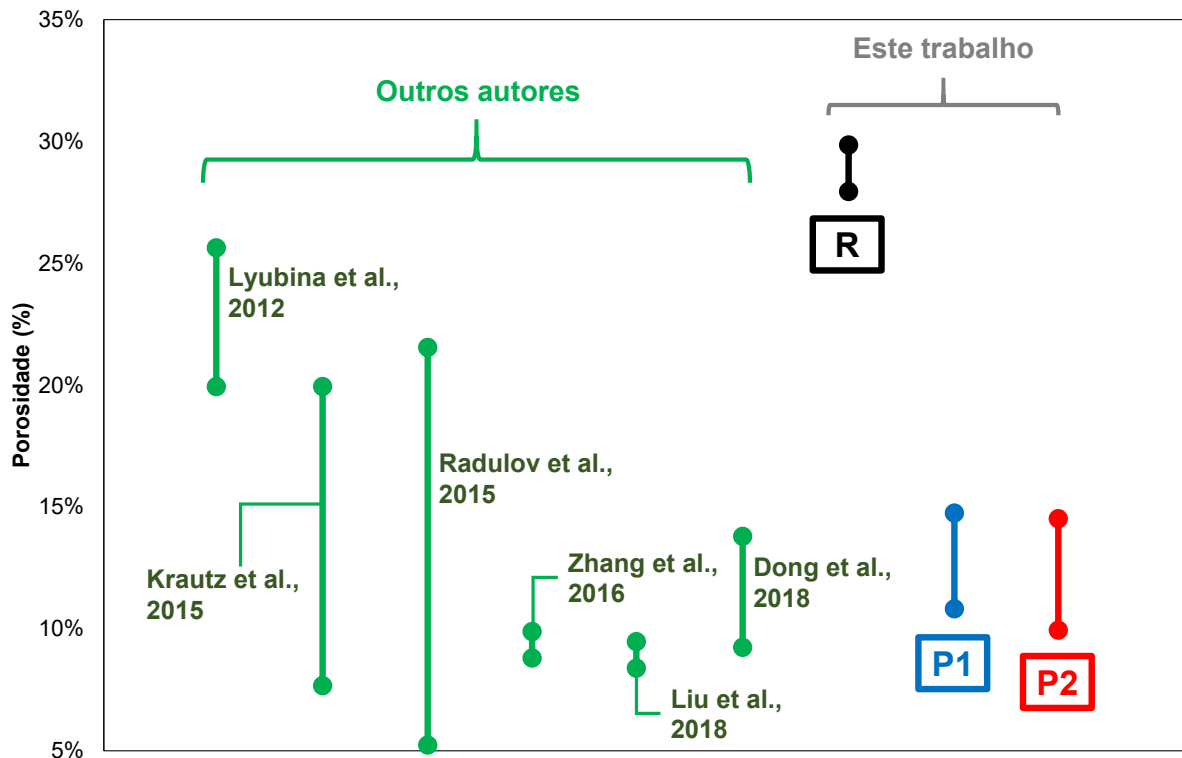 35%
Este trabalho
Outros autores
30%
R
25%
Lyubina et al.,
2012
Porosidade (%)
20%
Radulov et al.,
2015
15%
Krautz et al.,
2015
Zhang et al.,
2016
Dong et al.,
2018
10%
P1
P2
Liu et al.,
2018
5%